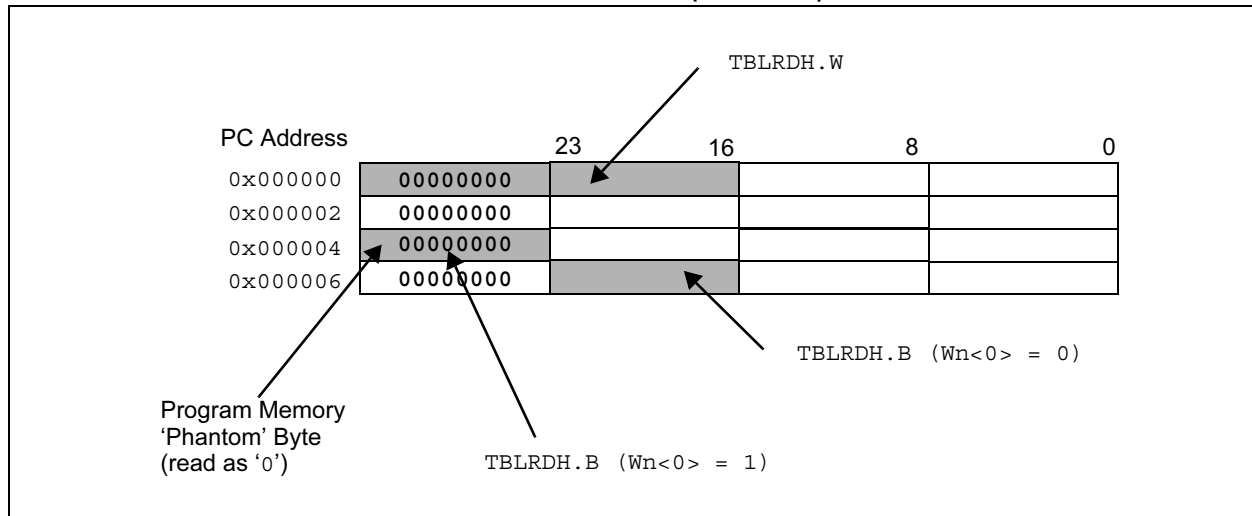 TBLRDH.W
PC Address
23 16 8 0
0x000000 00000000
0x000002 00000000
0x000004 00000000
0x000006 00000000
TBLRDH.B (Wn<0> = 0)
Program Memory
‘Phantom’ Byte
(read as ‘0’)
TBLRDH.B (Wn<0> = 1)